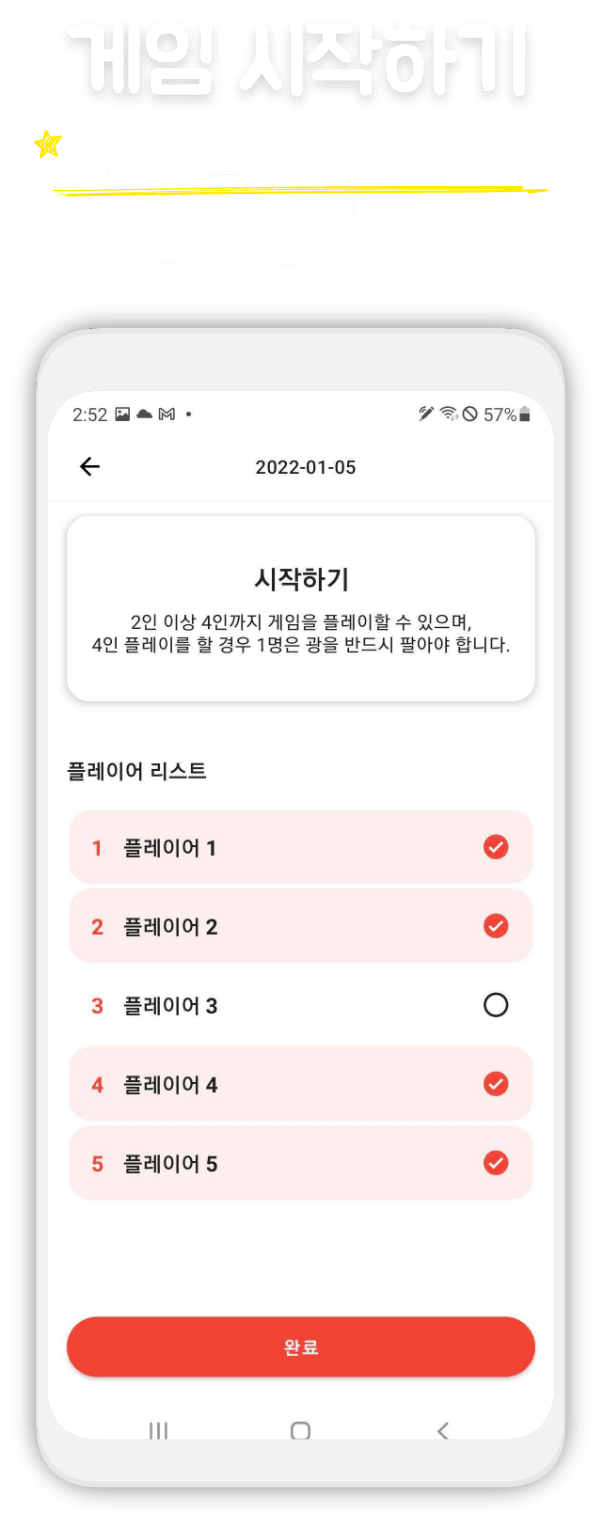 게임 시작하기
2:52
57%
2022-01-05
시작하기
2인 이상 4인까지 게임을 플레이할 수 있으며,
4인 플레이를 할 경우 1명은 광을 반드시 팔아야 합니다.
플레이어 리스트
1 플레이어 1
2 플레이어 2
3 플레이어 3
4 플레이어 4
5 플레이어 5
완료